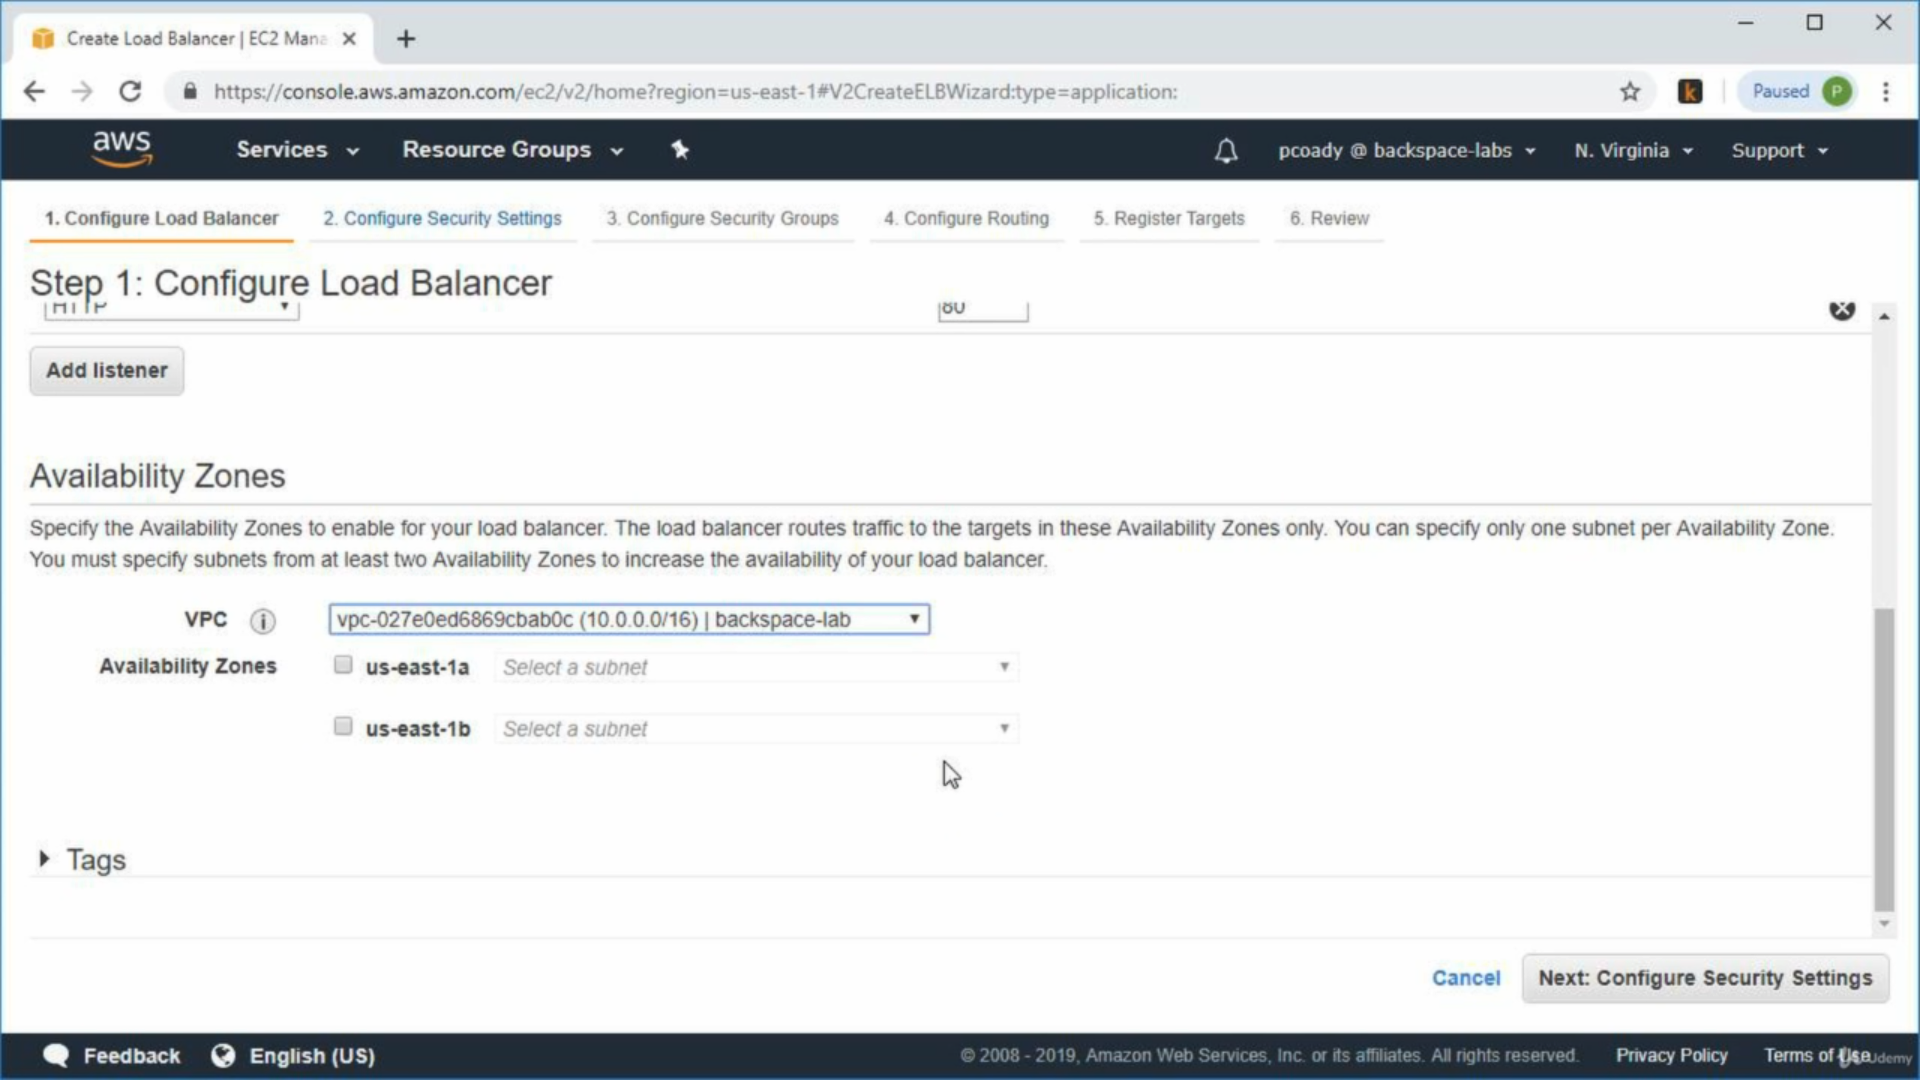 Create Load Balancer | EC2 Mana
https://console.aws.amazon.com/ec2/v2/home?region=us-east-1#V2CreateELBWizard:type=application:
k
Paused P
aws
Services
Resource Groups
pcoady @ backspace-labs
N. Virginia
Support
1. Configure Load Balancer
2. Configure Security Settings
3. Configure Security Groups
4. Configure Routing
5. Register Targets
6. Review
Step 1: Configure Load Balancer
HTTP
80
Add listener
Availability Zones
Specify the Availability Zones to enable for your load balancer. The load balancer routes traffic to the targets in these Availability Zones only. You can specify only one subnet per Availability Zone.
You must specify subnets from at least two Availability Zones to increase the availability of your load balancer.
VPC i vpc-027e0ed6869cbab0c (10.0.0.0/16) | backspace-lab
Availability Zones us-east-1a Select a subnet
us-east-1b Select a subnet
Tags
Cancel
Next: Configure Security Settings
Feedback
English (US)
© 2008 - 2019, Amazon Web Services, Inc. or its affiliates. All rights reserved.
Privacy Policy
Terms of Use
Udemy